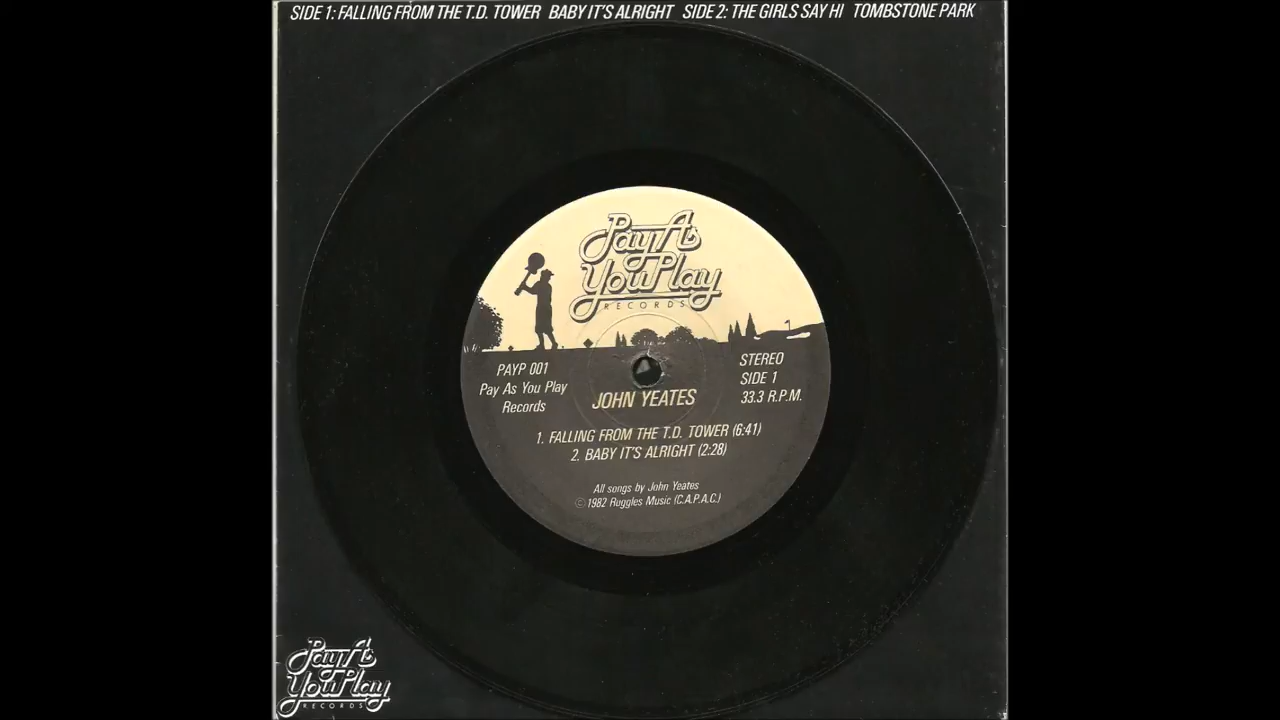 SIDE 1: FALLING FROM THE T.D. TOWER BABY IT'S ALRIGHT SIDE 2: THE GIRLS SAY HI TOMBSTONE PARK
Pay As
You Play
RECORDS
PAYP 001
Pay As You Play
Records
STEREO
SIDE 1
33.3 R.P.M.
JOHN YEATES
1. FALLING FROM THE T.D. TOWER (6:41)
2. BABY IT'S ALRIGHT (2:28)
All songs by John Yeates
©1982 Ruggles Music (C.A.P.A.C.)
Pay As
You Play
RECORDS